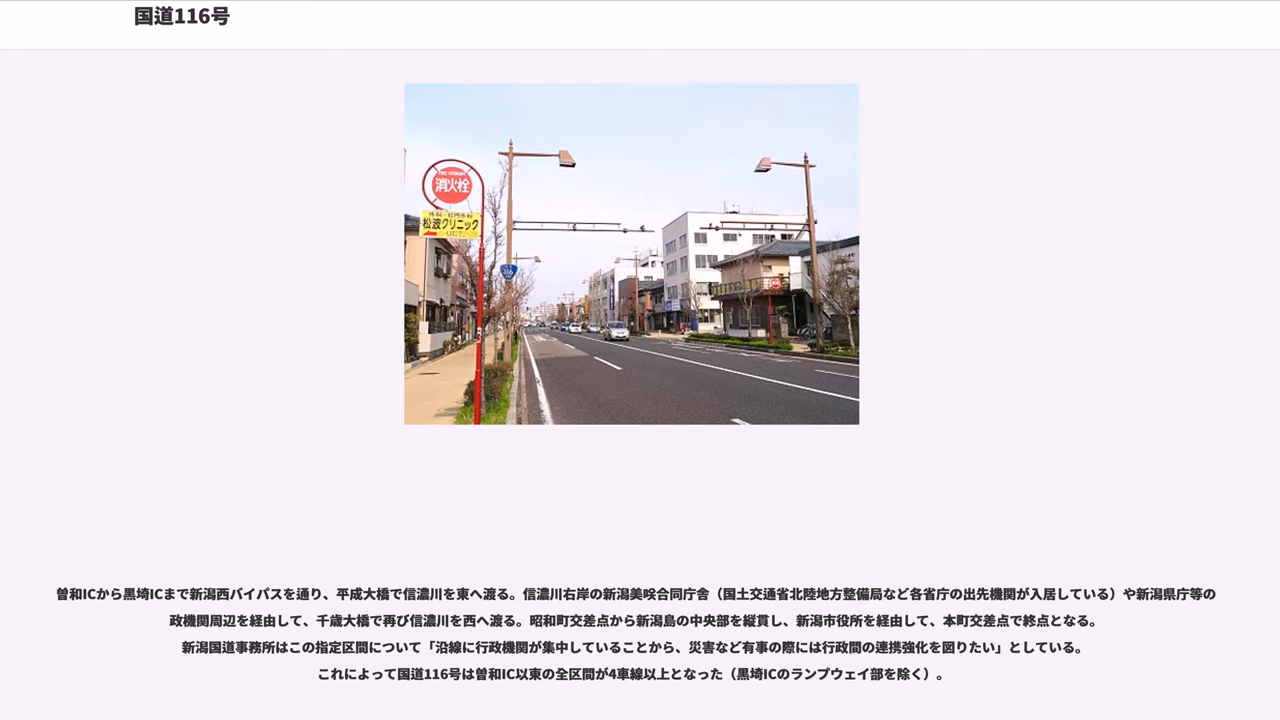 国道116号
FIRE HYDRANT
消火栓
外科・肛門外科
松波クリニック
116
曽和ICから黒埼ICまで新潟西バイパスを通り、平成大橋で信濃川を東へ渡る。信濃川右岸の新潟美咲合同庁舎（国土交通省北陸地方整備局など各省庁の出先機関が入居している）や新潟県庁等の
政機関周辺を経由して、千歳大橋で再び信濃川を西へ渡る。昭和町交差点から新潟島の中央部を縦貫し、新潟市役所を経由して、本町交差点で終点となる。
新潟国道事務所はこの指定区間について「沿線に行政機関が集中していることから、災害など有事の際には行政間の連携強化を図りたい」としている。
これによって国道116号は曽和IC以東の全区間が4車線以上となった（黒埼ICのランプウェイ部を除く）。